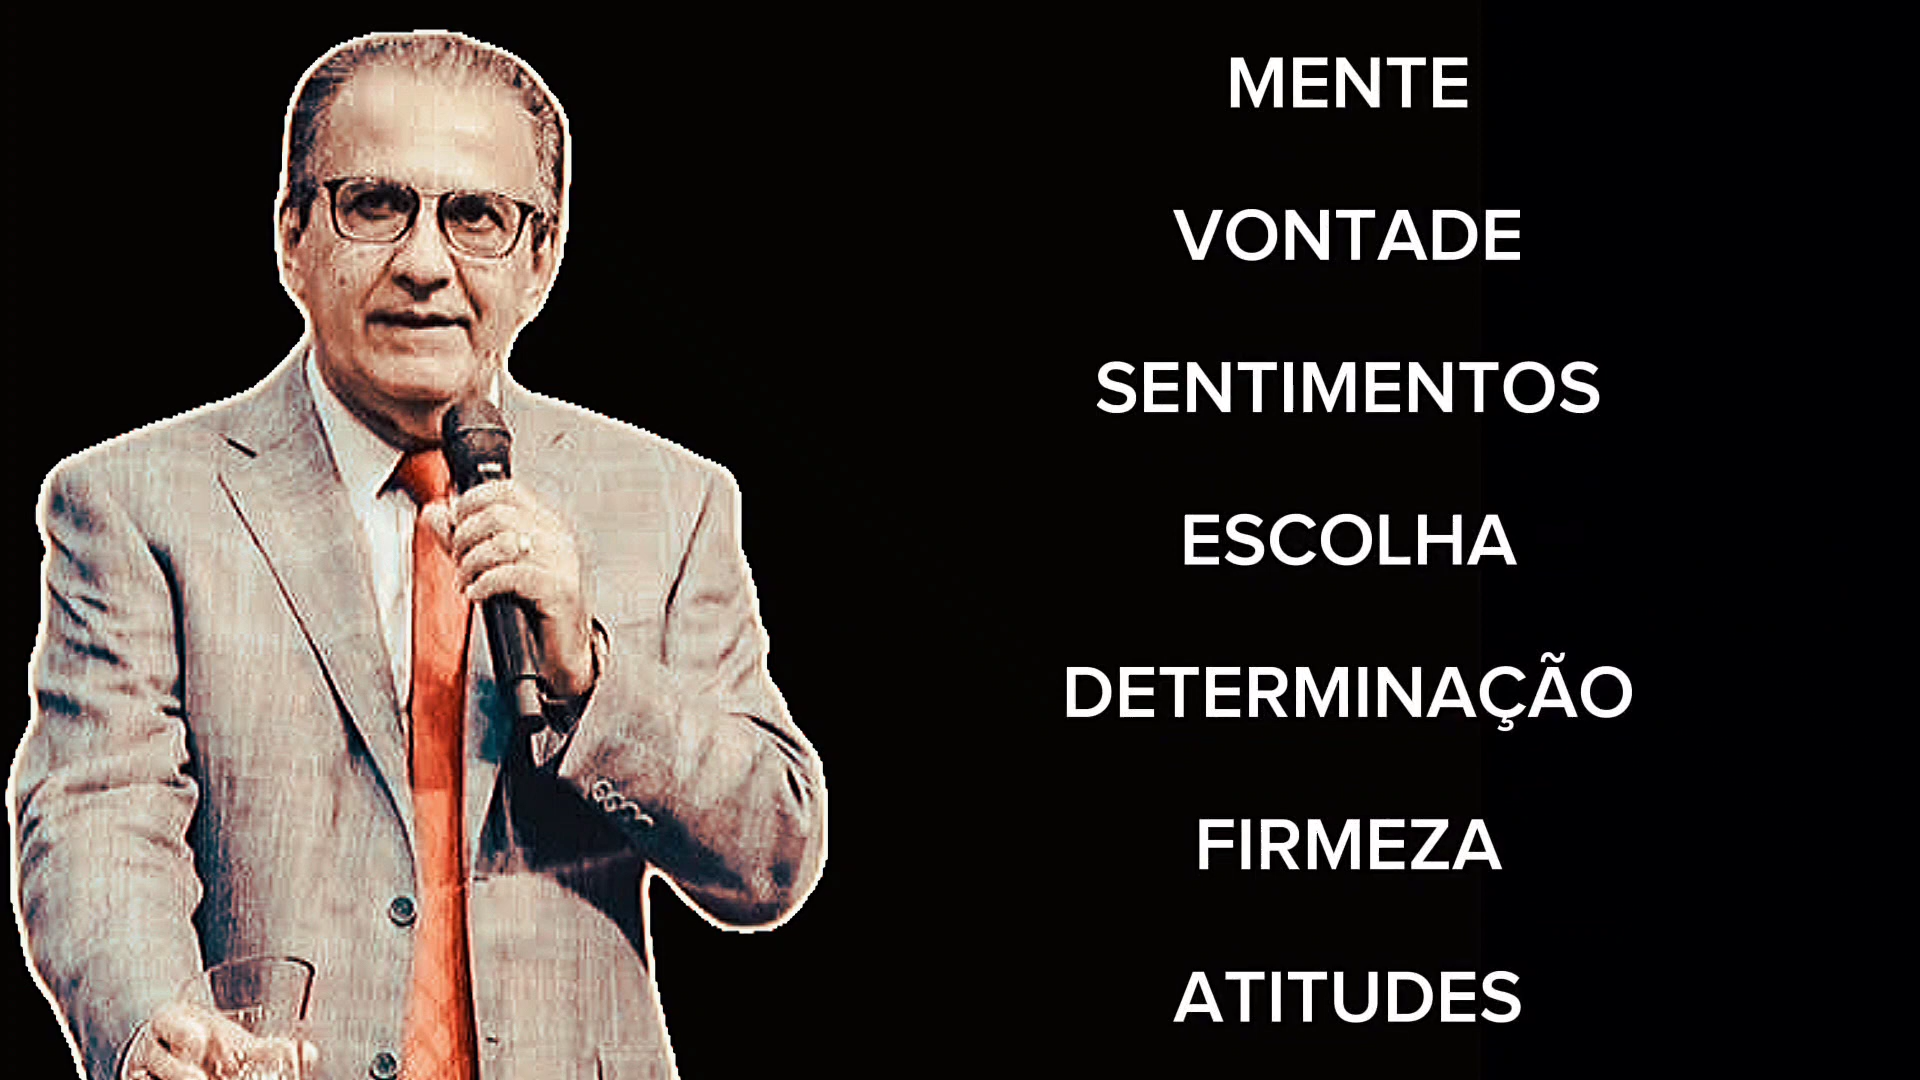 MENTE
VONTADE
SENTIMENTOS
ESCOLHA
DETERMINAÇÃO
FIRMEZA
ATITUDES